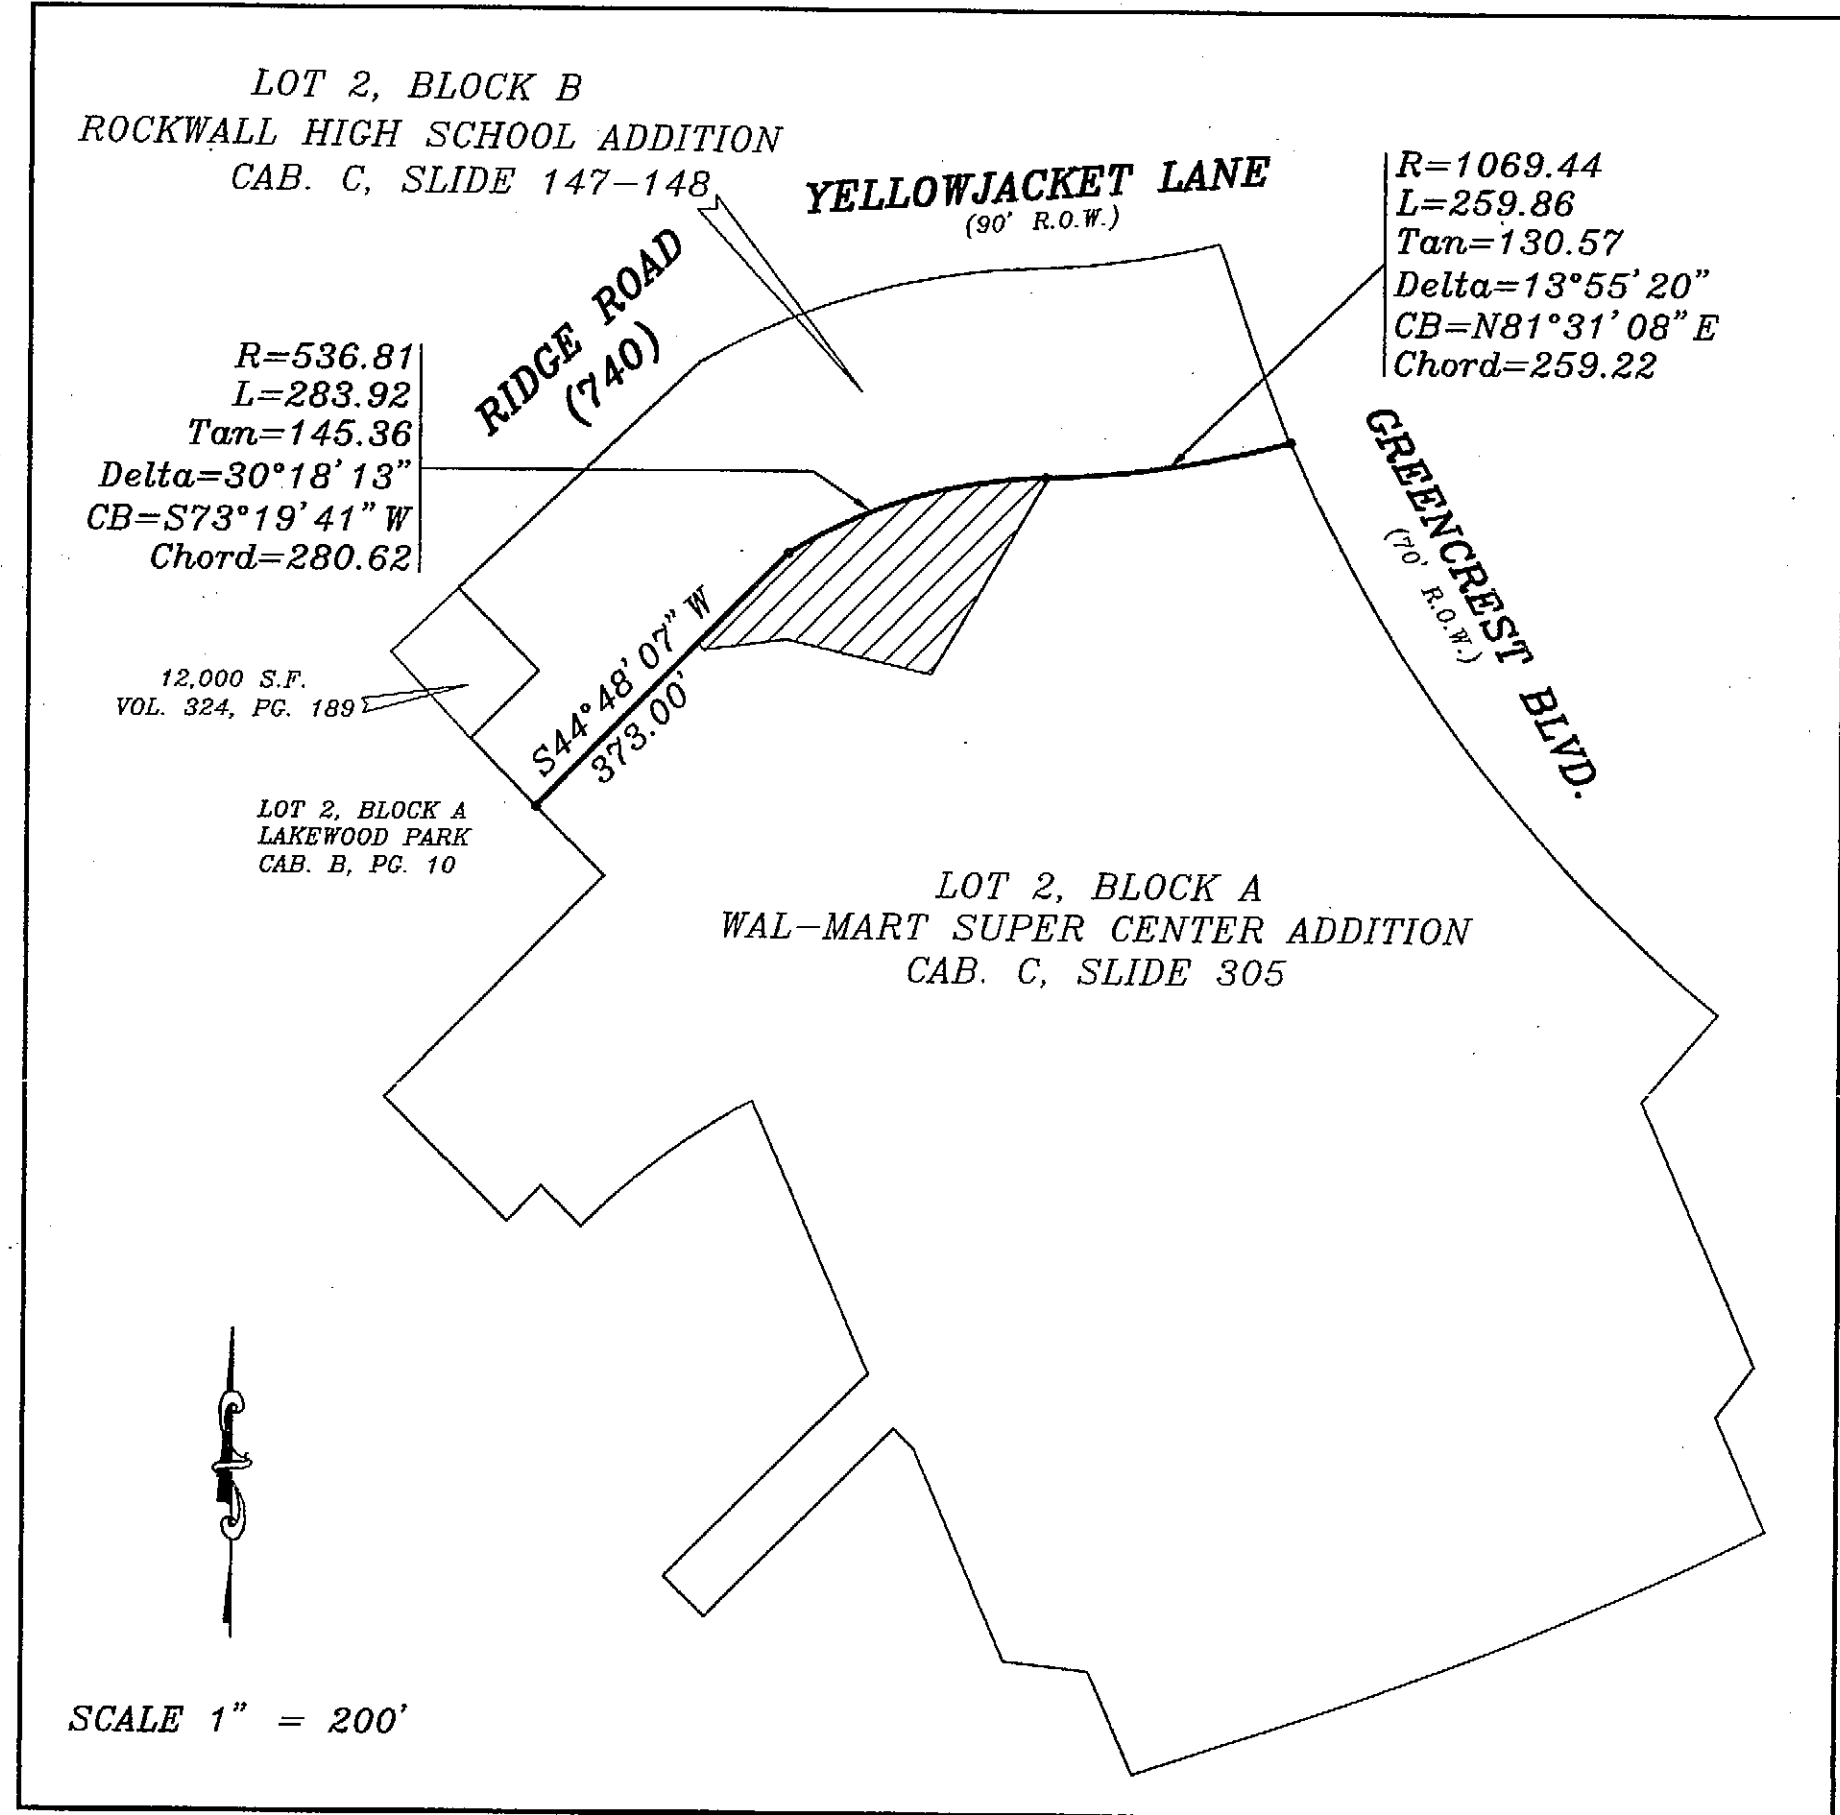 LOT 2, BLOCK B
ROCKWALL HIGH SCHOOL ADDITION
CAB. C, SLIDE 147-148
YELLOWJACKET LANE
(90' R.O.W.)
R=1069.44
L=259.86
Tan=130.57
Delta=13°55'20"
CB=N81°31'08"E
Chord=259.22
RIDGE ROAD
(740)
R=536.81
L=283.92
Tan=145.36
Delta=30°18'13"
CB=S73°19'41"W
Chord=280.62
GREENCREST BLVD.
(70' R.O.W.)
S44°48'07"W
373.00'
12,000 S.F.
VOL. 324, PG. 189
LOT 2, BLOCK A
LAKEWOOD PARK
CAB. B, PG. 10
LOT 2, BLOCK A
WAL-MART SUPER CENTER ADDITION
CAB. C, SLIDE 305
SCALE 1" = 200'